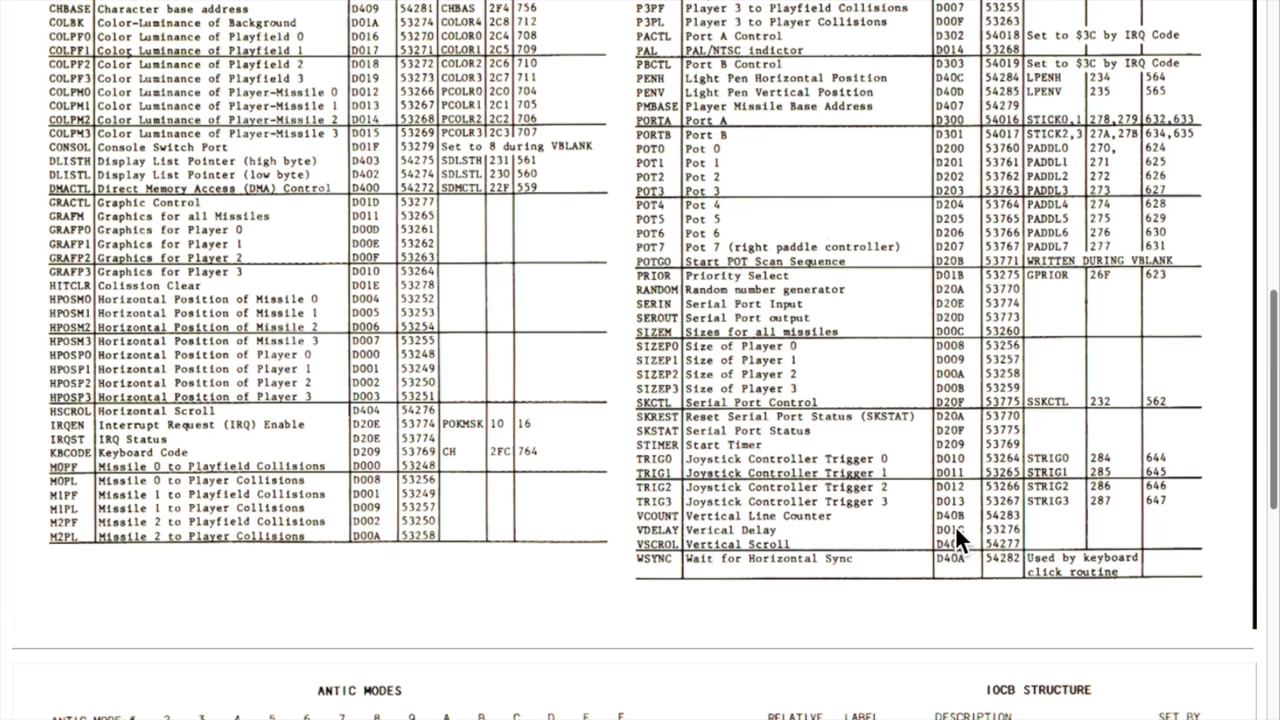 CHBASE Character base address D409 54281 CHBAS 2F4 756
COLBK Color-Luminance of Background D01A 53274 COLOR4 2C8 712
COLPF0 Color Luminance of Playfield 0 D016 53270 COLOR0 2C4 708
COLPF1 Color Luminance of Playfield 1 D017 53271 COLOR1 2C5 709
COLPF2 Color Luminance of Playfield 2 D018 53272 COLOR2 2C6 710
COLPF3 Color Luminance of Playfield 3 D019 53273 COLOR3 2C7 711
COLPM0 Color Luminance of Player-Missile 0 D012 53266 PCOLR0 2C0 704
COLPM1 Color Luminance of Player-Missile 1 D013 53267 PCOLR1 2C1 705
COLPM2 Color Luminance of Player-Missile 2 D014 53268 PCOLR2 2C2 706
COLPM3 Color Luminance of Player-Missile 3 D015 53269 PCOLR3 2C3 707
CONSOL Console Switch Port D01F 53279 Set to 8 during VBLANK
DLISTH Display List Pointer (high byte) D403 54275 SDLSTH 231 561
DLISTL Display List Pointer (low byte) D402 54274 SDLSTL 230 560
DMACTL Direct Memory Access (DMA) Control D400 54272 SDMCTL 22F 559
GRACTL Graphic Control D01D 53277
GRAFM Graphics for all Missiles D011 53265
GRAFP0 Graphics for Player 0 D00D 53261
GRAFP1 Graphics for Player 1 D00E 53262
GRAFP2 Graphics for Player 2 D00F 53263
GRAFP3 Graphics for Player 3 D010 53264
HITCLR Colission Clear D01E 53278
HPOSM0 Horizontal Position of Missile 0 D004 53252
HPOSM1 Horizontal Position of Missile 1 D005 53253
HPOSM2 Horizontal Position of Missile 2 D006 53254
HPOSM3 Horizontal Position of Missile 3 D007 53255
HPOSP0 Horizontal Position of Player 0 D000 53248
HPOSP1 Horizontal Position of Player 1 D001 53249
HPOSP2 Horizontal Position of Player 2 D002 53250
HPOSP3 Horizontal Position of Player 3 D003 53251
HSCROL Horizontal Scroll D404 54276
IRQEN Interrupt Request (IRQ) Enable D20E 53774 POKMSK 10 16
IRQST IRQ Status D20E 53774
KBCODE Keyboard Code D209 53769 CH 2FC 764
M0PF Missile 0 to Playfield Collisions D000 53248
M0PL Missile 0 to Player Collisions D008 53256
M1PF Missile 1 to Playfield Collisions D001 53249
M1PL Missile 1 to Player Collisions D009 53257
M2PF Missile 2 to Playfield Collisions D002 53250
M2PL Missile 2 to Player Collisions D00A 53258
P3PF Player 3 to Playfield Collisions D007 53255
P3PL Player 3 to Player Collisions D00F 53263
PACTL Port A Control D302 54018 Set to $3C by IRQ Code
PAL PAL/NTSC indictor D014 53268
PBCTL Port B Control D303 54019 Set to $3C by IRQ Code
PENH Light Pen Horizontal Position D40C 54284 LPENH 234 564
PENV Light Pen Vertical Position D40D 54285 LPENV 235 565
PMBASE Player Missile Base Address D407 54279
PORTA Port A D300 54016 STICK0,1 278,279 632,633
PORTB Port B D301 54017 STICK2,3 27A,27B 634,635
POT0 Pot 0 D200 53760 PADDL0 270, 624
POT1 Pot 1 D201 53761 PADDL1 271 625
POT2 Pot 2 D202 53762 PADDL2 272 626
POT3 Pot 3 D203 53763 PADDL3 273 627
POT4 Pot 4 D204 53764 PADDL4 274 628
POT5 Pot 5 D205 53765 PADDL5 275 629
POT6 Pot 6 D206 53766 PADDL6 276 630
POT7 Pot 7 (right paddle controller) D207 53767 PADDL7 277 631
POTGO Start POT Scan Sequence D20B 53771 WRITTEN DURING VBLANK
PRIOR Priority Select D01B 53275 GPRIOR 26F 623
RANDOM Random number generator D20A 53770
SERIN Serial Port Input D20E 53774
SEROUT Serial Port output D20D 53773
SIZEM Sizes for all missiles D00C 53260
SIZEP0 Size of Player 0 D008 53256
SIZEP1 Size of Player 1 D009 53257
SIZEP2 Size of Player 2 D00A 53258
SIZEP3 Size of Player 3 D00B 53259
SKCTL Serial Port Control D20F 53775 SSKCTL 232 562
SKREST Reset Serial Port Status (SKSTAT) D20A 53770
SKSTAT Serial Port Status D20F 53775
STIMER Start Timer D209 53769
TRIG0 Joystick Controller Trigger 0 D010 53264 STRIG0 284 644
TRIG1 Joystick Controller Trigger 1 D011 53265 STRIG1 285 645
TRIG2 Joystick Controller Trigger 2 D012 53266 STRIG2 286 646
TRIG3 Joystick Controller Trigger 3 D013 53267 STRIG3 287 647
VCOUNT Vertical Line Counter D40B 54283
VDELAY Verical Delay 53276
VSCROL Vertical Scroll 54277
WSYNC Wait for Horizontal Sync D40A 54282 Used by keyboard
click routine
ANTIC MODES
IOCB STRUCTURE
ANTIC MODE # 2 3 4 5 6 7 8 9 A B C D E F
RELATIVE LABEL DESCRIPTION SET BY